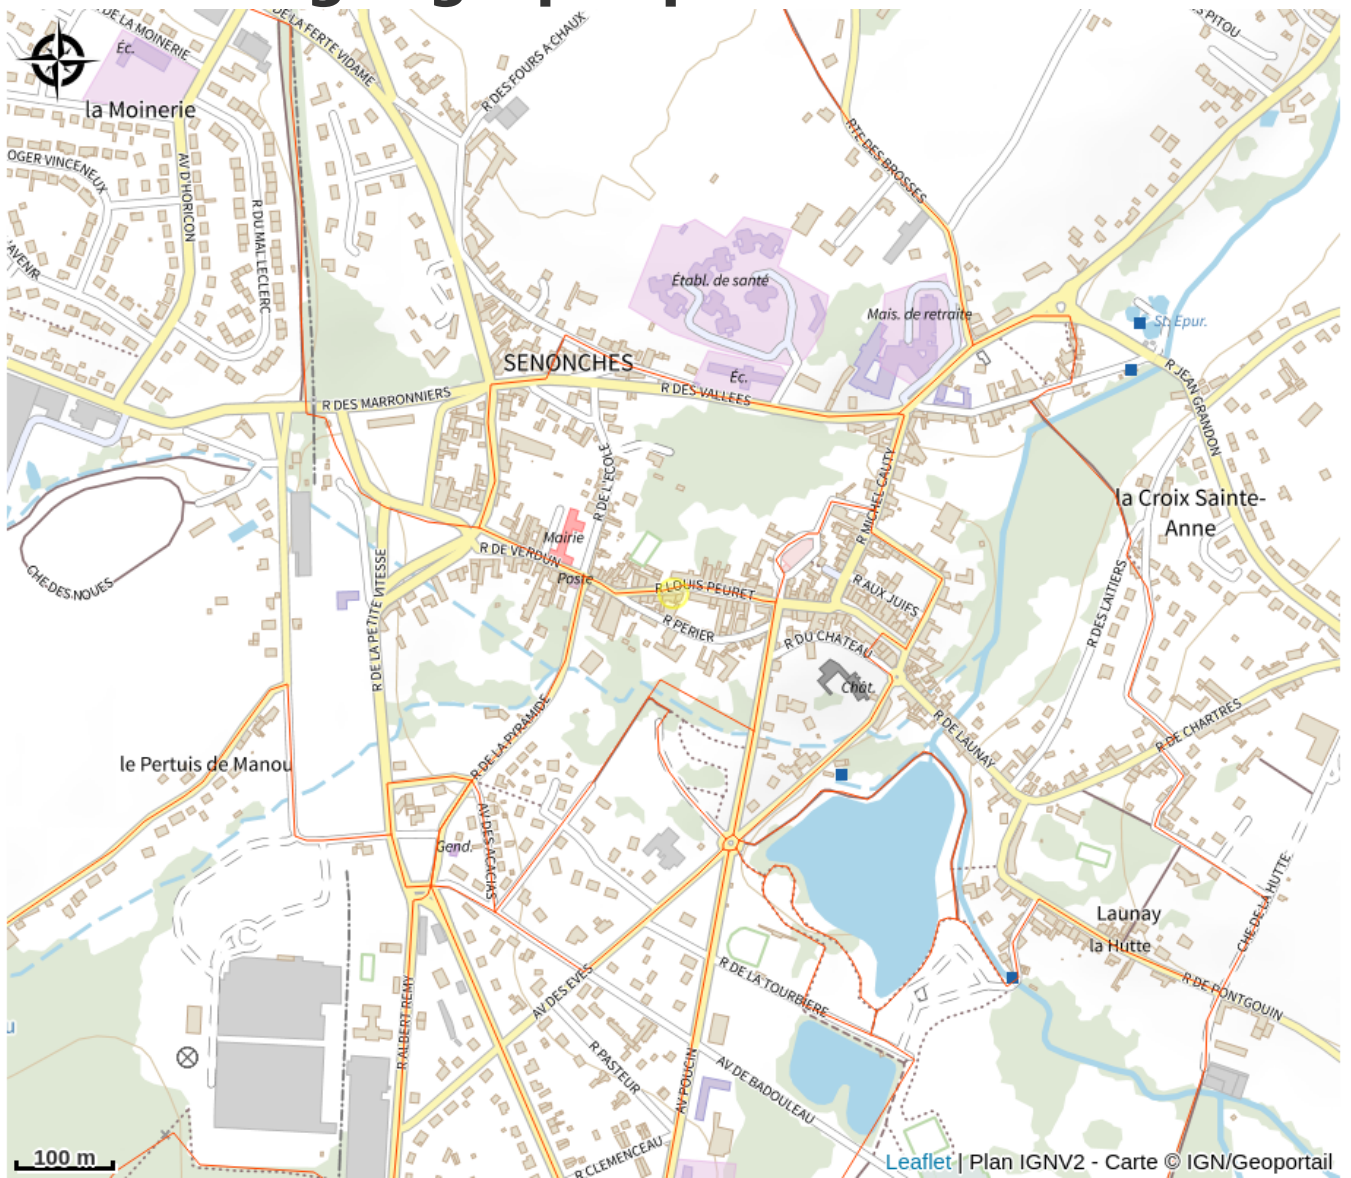 DE LA MOINERIE
Éc.
DE LA FERTE VIDAME
R DES FOURS A CHAUX
PITOU
la Moinerie
RTE DES BROSSES
OGER VINCENEUX
AV D'HORICON
R DU MAL LECLERC
AVENIR
Établ. de santé
Mais. de retraite
St. Epur.
SENONCHES
Éc.
R DES VALLEES
R JEAN GRANDON
R DES MARRONNIERS
R DE L'ECOLE
R MICHEL CAUTY
la Croix Sainte-
Anne
Mairie
R DE VERDUN
Poste
R LOUIS PEURET
R AUX JUIFS
CHE DES NOUES
R DE LA PETITE VITESSE
R PERIER
R DU CHATEAU
R DES LAITIERS
Chât.
R DE LA PYRAMIDE
R DE LAUNAY
R DE CHARTRES
le Pertuis de Manou
AV DES ACACIAS
Gend.
CHE DE LA HUTTE
Launay
la Hutte
AV DES EVES
R DE LA TOURBIERE
R DE PONTGOUIN
R ALBERT REMY
R PASTEUR
AV POUCIN
AV DE BADOULEAU
R CLEMENCEAU
100 m
Leaflet | Plan IGNV2 - Carte © IGN/Geoportail